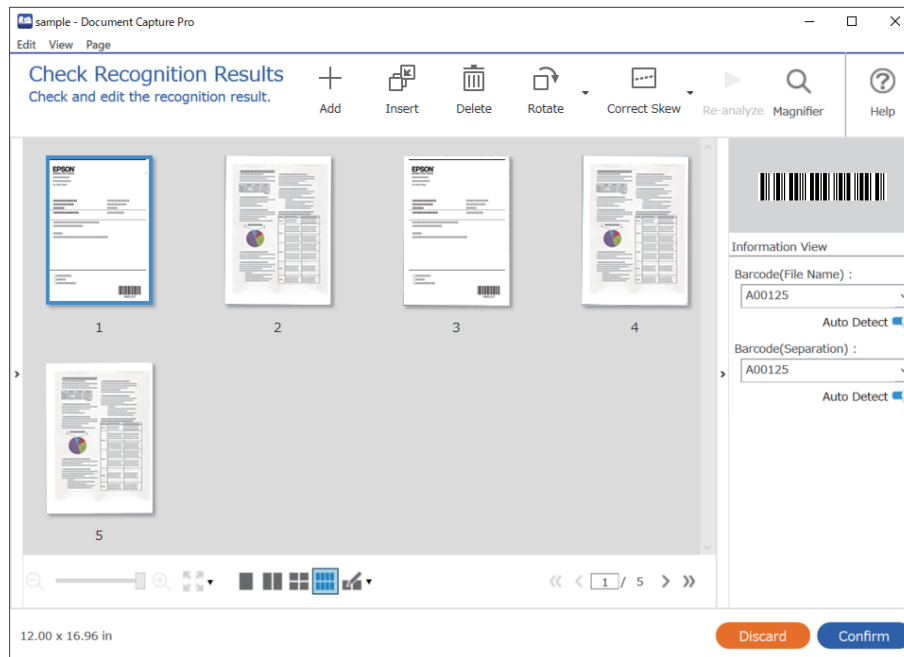 sample - Document Capture Pro
Edit View Page
Check Recognition Results
Check and edit the recognition result.
Add
Insert
Delete
Rotate
Correct Skew
Re-analyze
Magnifier
Help
EPSON
EPSON
1
2
3
4
5
Information View
Barcode(File Name) :
A00125
Auto Detect
Barcode(Separation) :
A00125
Auto Detect
1 / 5
12.00 x 16.96 in
Discard
Confirm